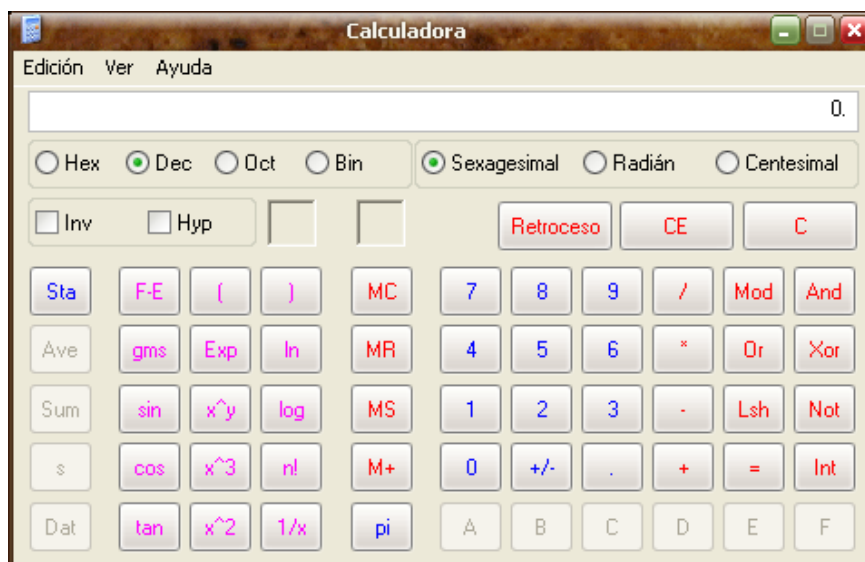 Calculadora
Edición Ver Ayuda
0.
Hex Dec Oct Bin Sexagesimal Radián Centesimal
Inv Hyp Retroceso CE C
Sta F-E ( ) MC 7 8 9 / Mod And
Ave gms Exp ln MR 4 5 6 * Or Xor
Sum sin x^y log MS 1 2 3 - Lsh Not
s cos x^3 n! M+ 0 +/- . + = Int
Dat tan x^2 1/x pi A B C D E F